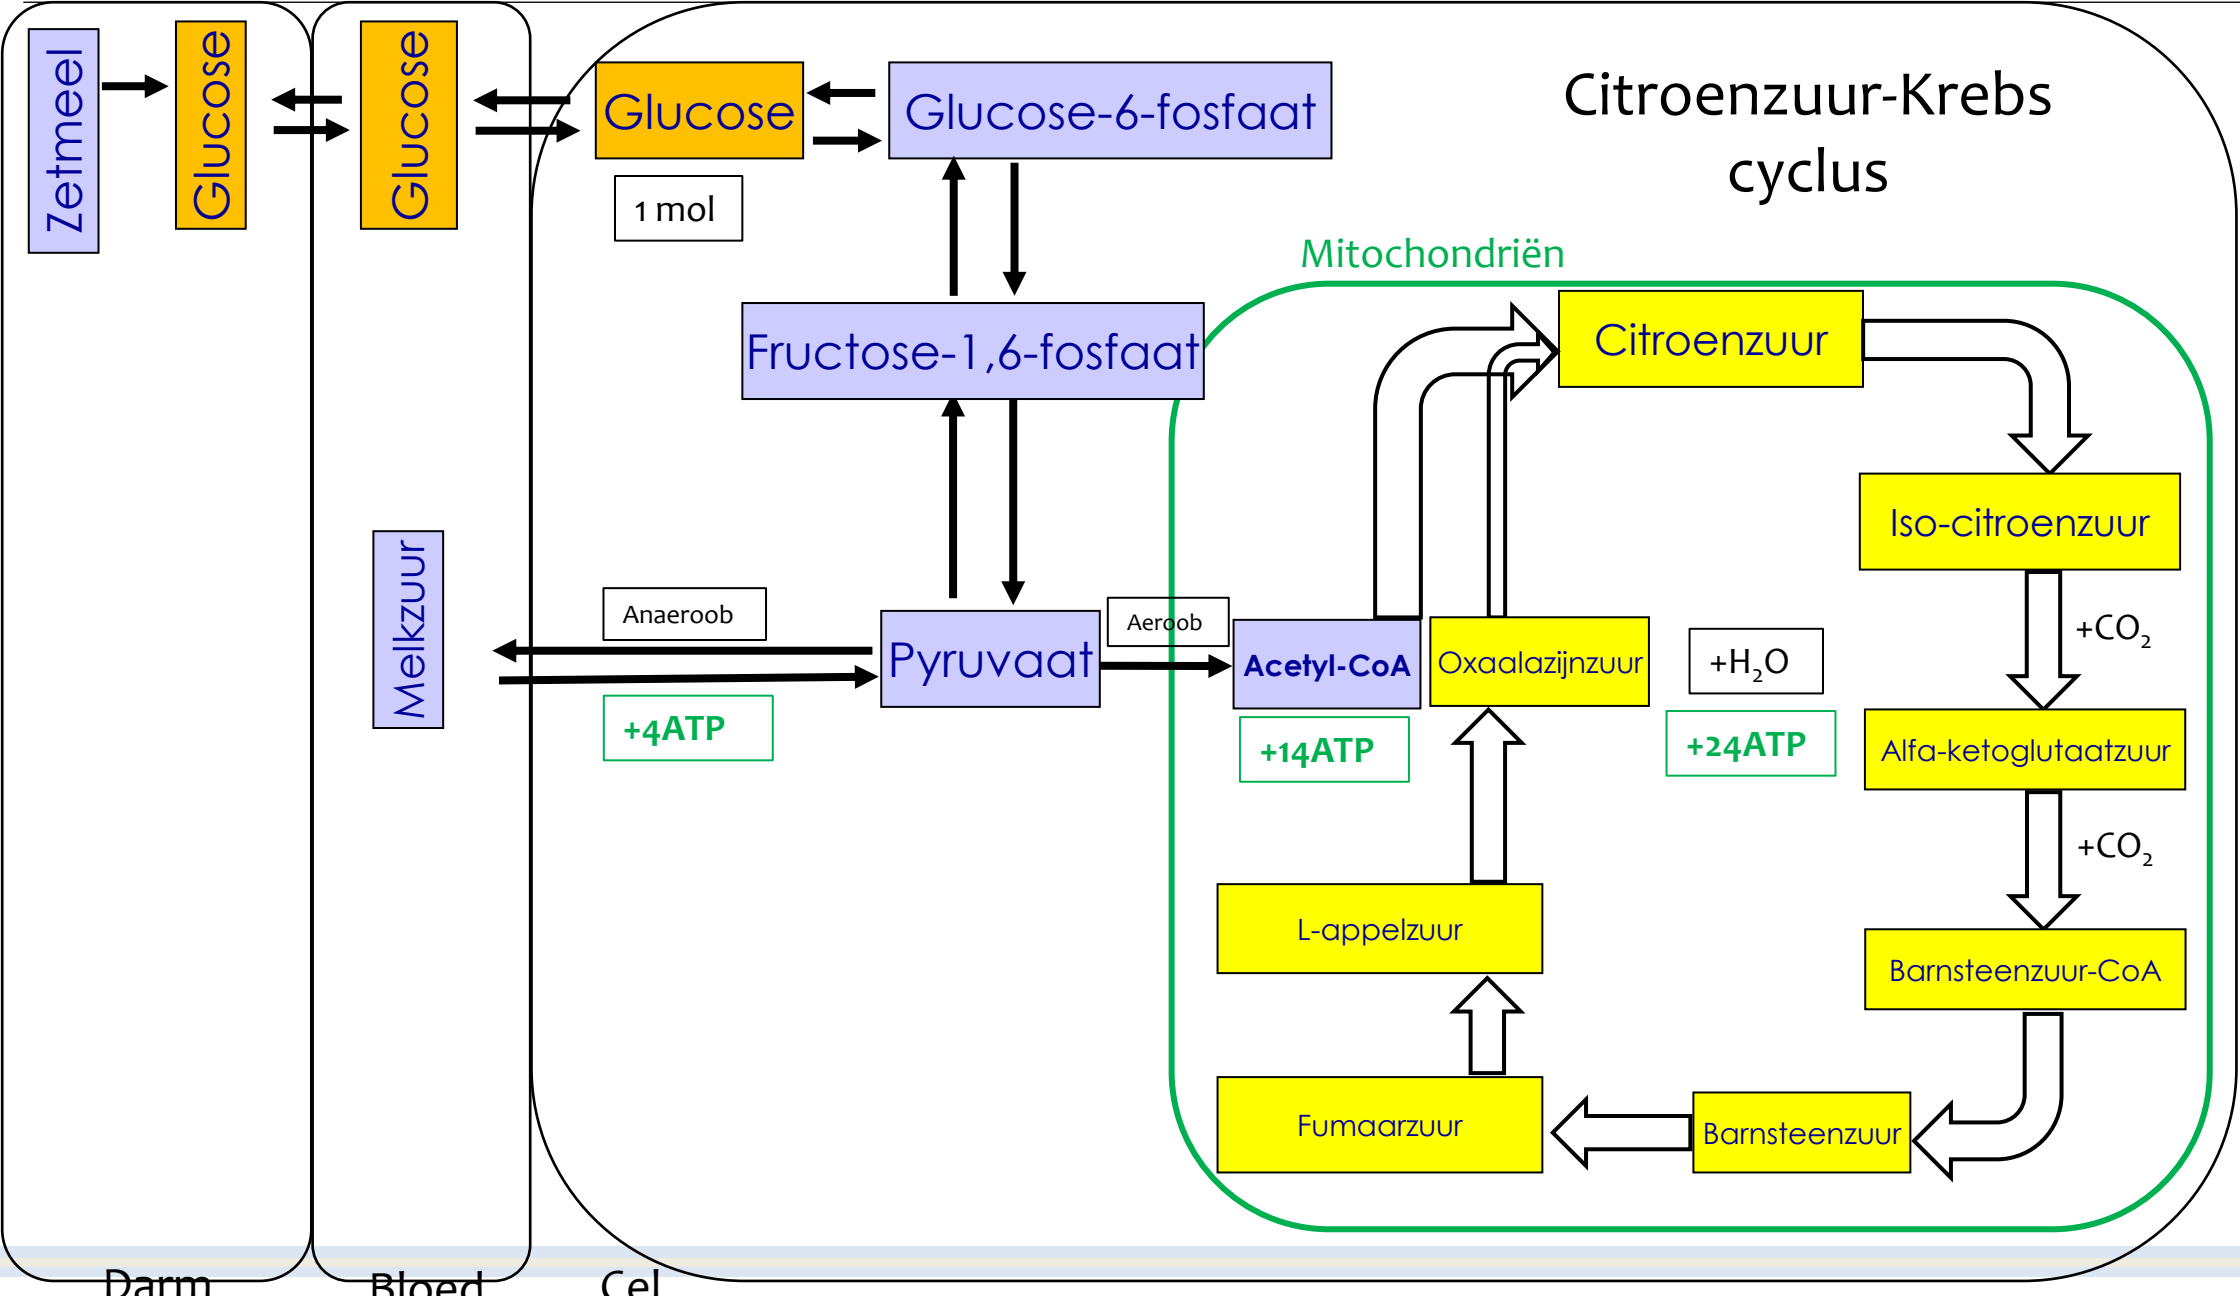 Zetmeel
Glucose
Glucose
Glucose
Glucose-6-fosfaat
Citroenzuur-Krebs
cyclus
1 mol
Mitochondriën
Fructose-1,6-fosfaat
Citroenzuur
Iso-citroenzuur
Melkzuur
Anaeroob
Pyruvaat
Aeroob
Acetyl-CoA
Oxaalazijnzuur
+H₂O
+CO₂
+4ATP
+14ATP
+24ATP
Alfa-ketoglutaatzuur
+CO₂
L-appelzuur
Barnsteenzuur-CoA
Fumaarzuur
Barnsteenzuur
Darm
Bloed
Cel